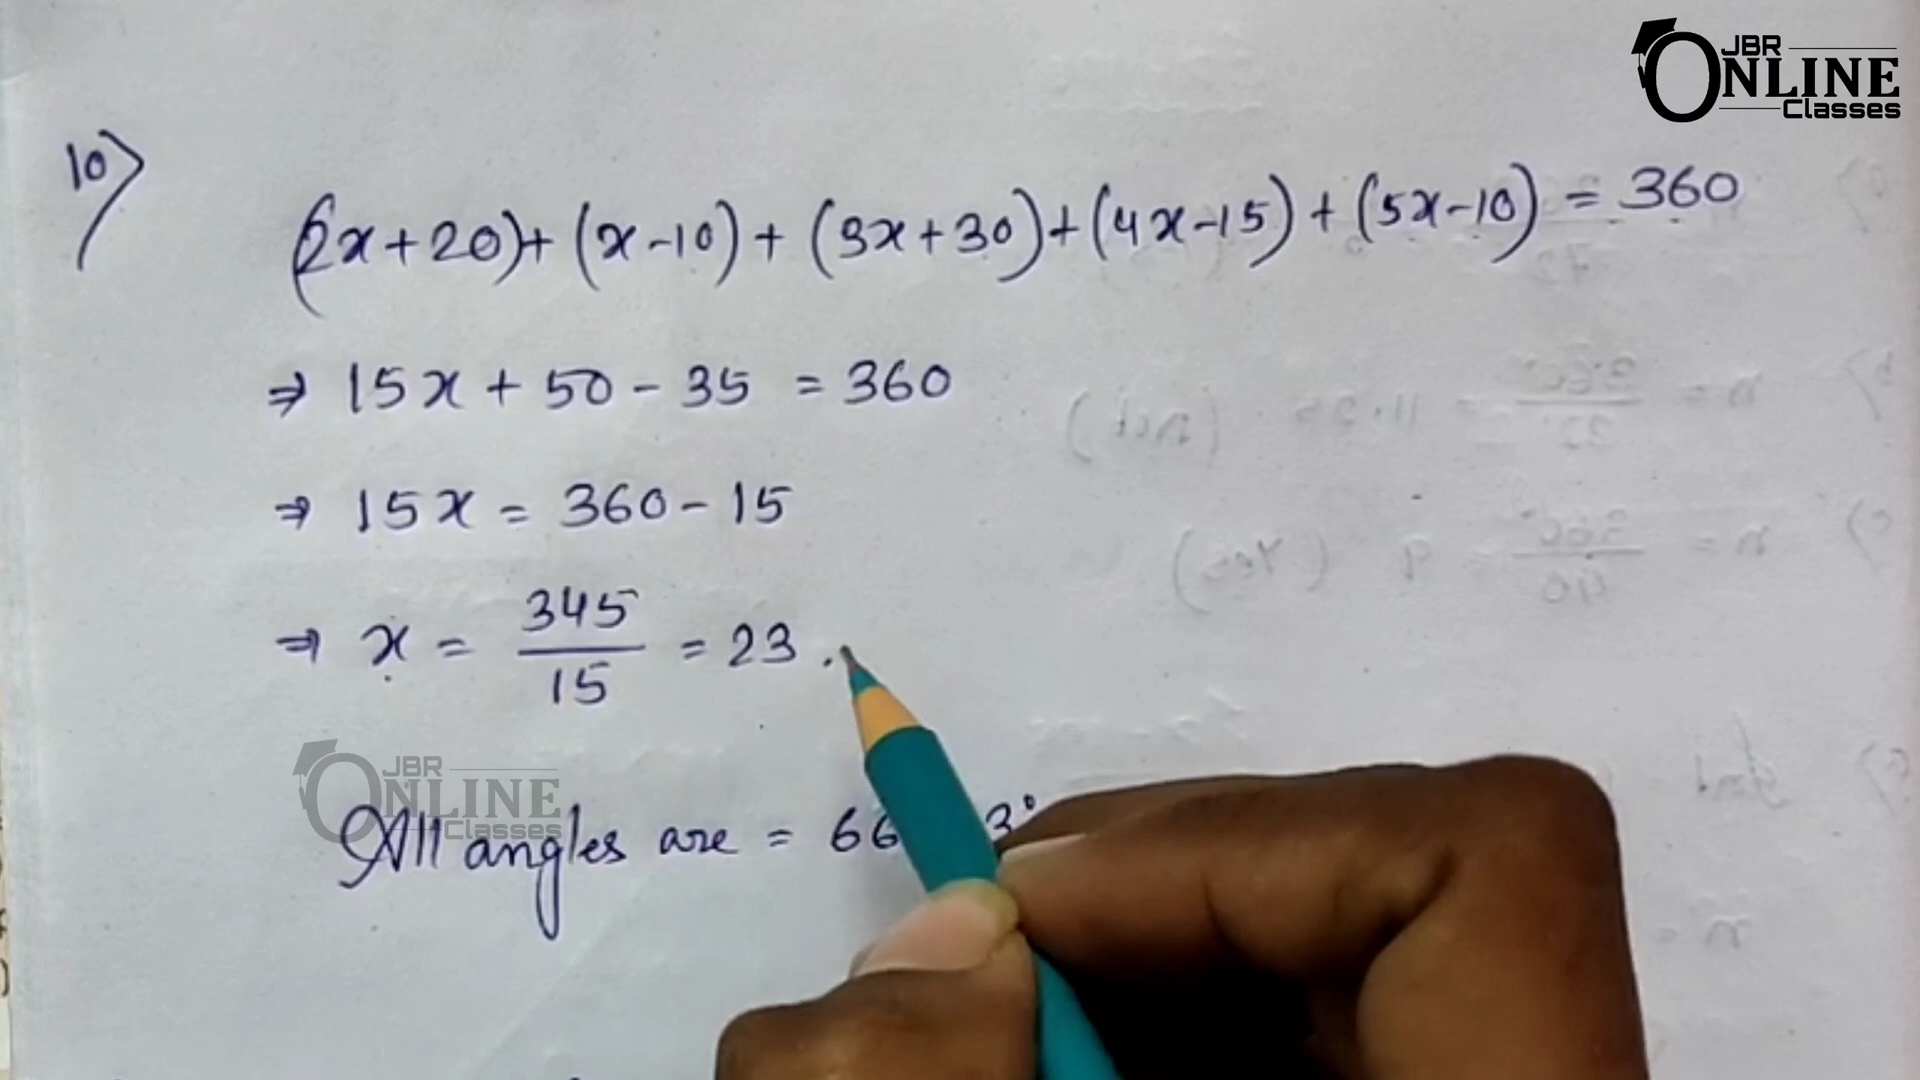 JBR
ONLINE
Classes
10)
(2x+20)+(x-10)+(3x+30)+(4x-15)+(5x-10) = 360
⇒ 15x + 50 - 35 = 360
⇒ 15x = 360 - 15
⇒ x = 345/15 = 23.
JBR
ONLINE
Classes
All angles are = 66 3°